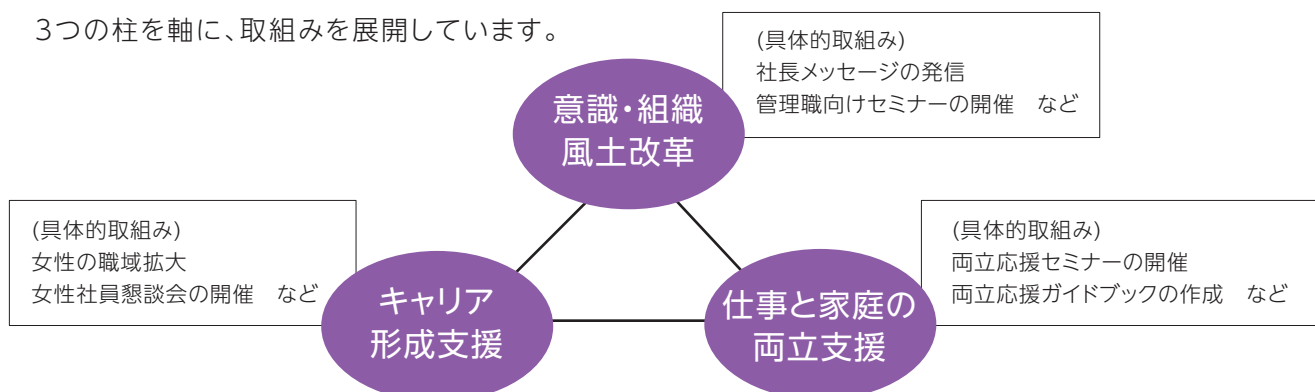 3つの柱を軸に、取組みを展開しています。
(具体的取組み)
社長メッセージの発信
管理職向けセミナーの開催　など
意識・組織
風土改革
(具体的取組み)
女性の職域拡大
女性社員懇談会の開催　など
キャリア
形成支援
(具体的取組み)
両立応援セミナーの開催
両立応援ガイドブックの作成　など
仕事と家庭の
両立支援